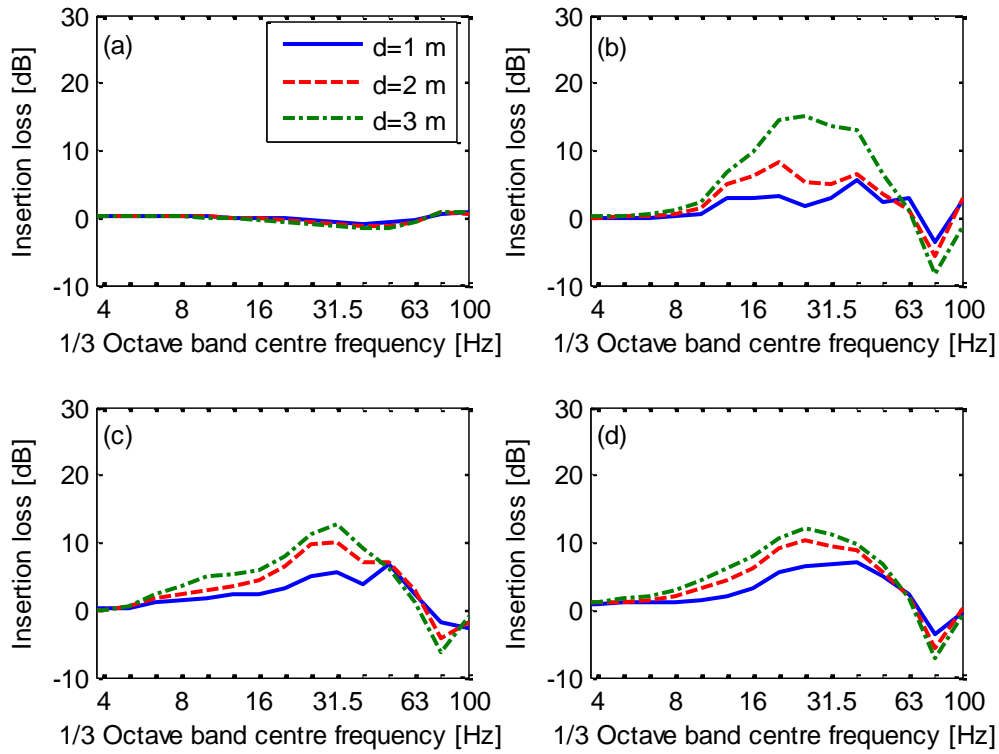 (a)
d=1 m
d=2 m
d=3 m
30
20
10
0
-10
Insertion loss [dB]
4 8 16 31.5 63 100
1/3 Octave band centre frequency [Hz]
(b)
30
20
10
0
-10
Insertion loss [dB]
4 8 16 31.5 63 100
1/3 Octave band centre frequency [Hz]
(c)
30
20
10
0
-10
Insertion loss [dB]
4 8 16 31.5 63 100
1/3 Octave band centre frequency [Hz]
(d)
30
20
10
0
-10
Insertion loss [dB]
4 8 16 31.5 63 100
1/3 Octave band centre frequency [Hz]